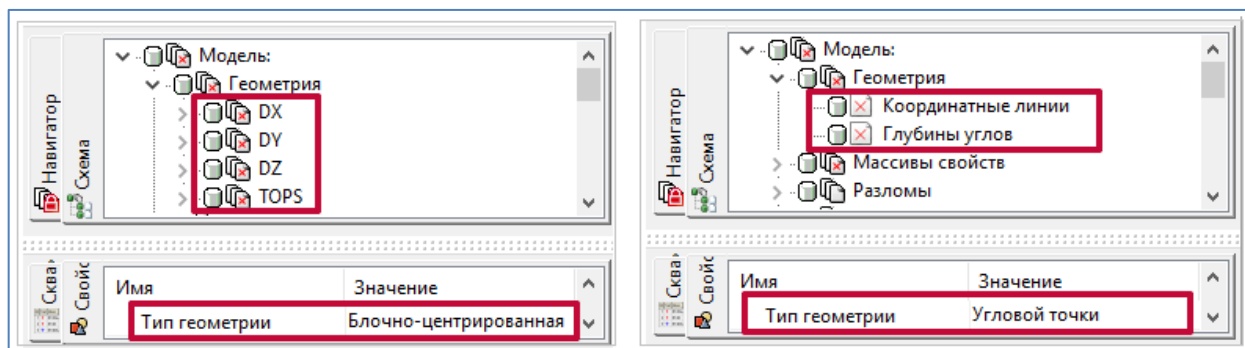 Навигатор
Схема
Модель:
Геометрия
DX
DY
DZ
TOPS
Сква
Свойс
Имя Значение
Тип геометрии Блочно-центрированная
Навигатор
Схема
Модель:
Геометрия
Координатные линии
Глубины углов
Массивы свойств
Разломы
Сква
Свойс
Имя Значение
Тип геометрии Угловой точки